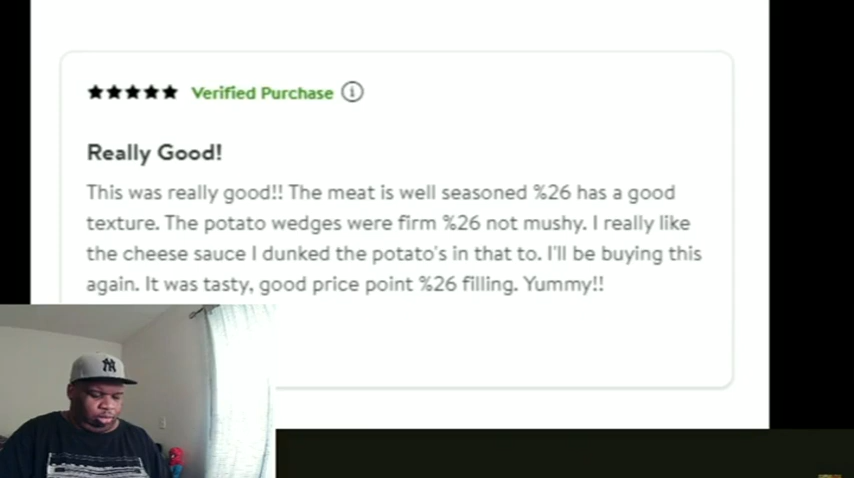 Verified Purchase
Really Good!
This was really good!! The meat is well seasoned %26 has a good
texture. The potato wedges were firm %26 not mushy. I really like
the cheese sauce I dunked the potato's in that to. I'll be buying this
again. It was tasty, good price point %26 filling. Yummy!!
NY